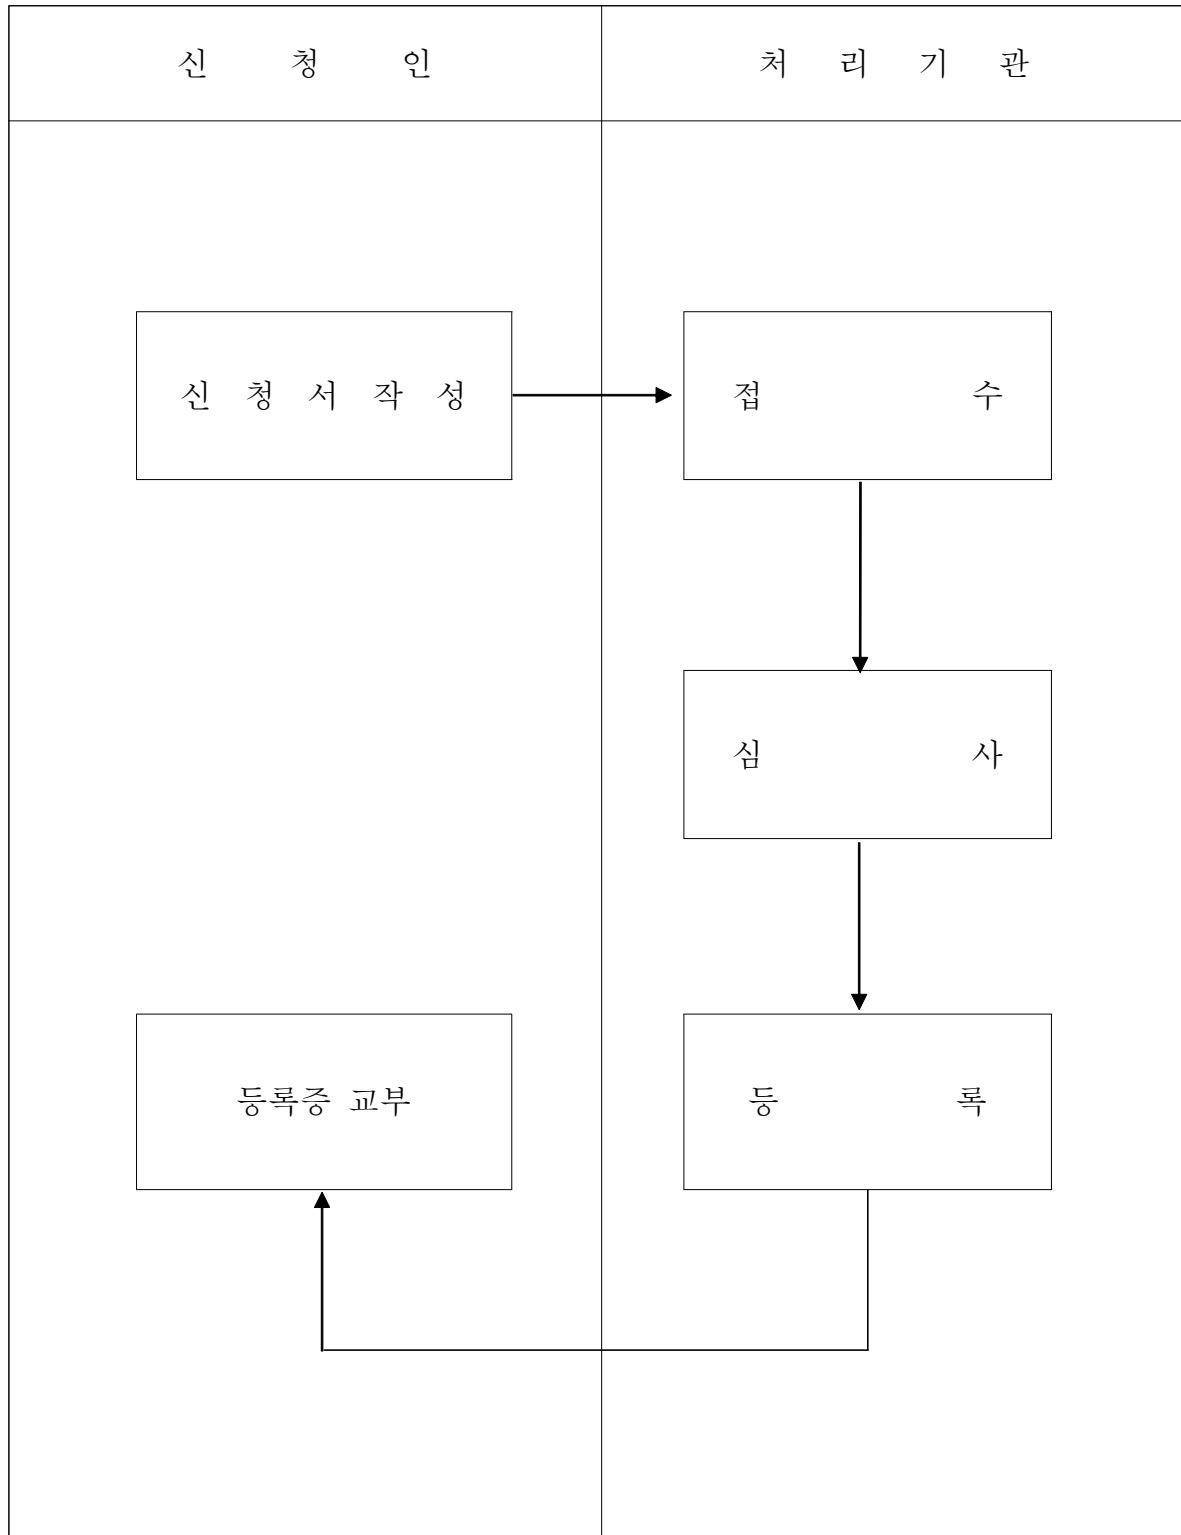 신 청 인
처 리 기 관
신 청 서 작 성
접 수
심 사
등록증 교부
등 록